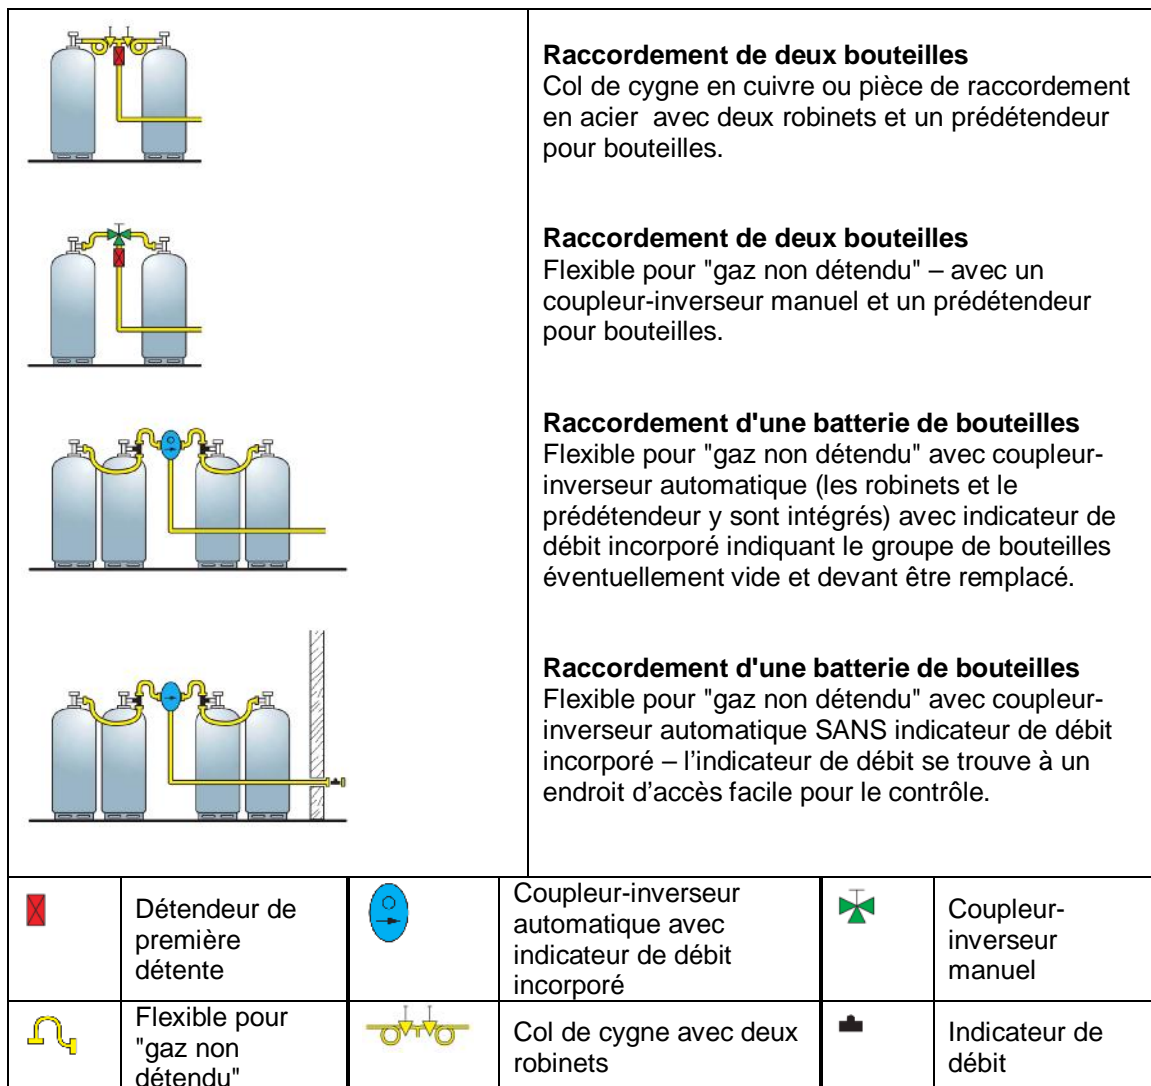 Raccordement de deux bouteilles
Col de cygne en cuivre ou pièce de raccordement
en acier avec deux robinets et un prédétendeur
pour bouteilles.
Raccordement de deux bouteilles
Flexible pour "gaz non détendu" – avec un
coupleur-inverseur manuel et un prédétendeur
pour bouteilles.
Raccordement d'une batterie de bouteilles
Flexible pour "gaz non détendu" avec coupleur-
inverseur automatique (les robinets et le
prédétendeur y sont intégrés) avec indicateur de
débit incorporé indiquant le groupe de bouteilles
éventuellement vide et devant être remplacé.
Raccordement d'une batterie de bouteilles
Flexible pour "gaz non détendu" avec coupleur-
inverseur automatique SANS indicateur de débit
incorporé – l’indicateur de débit se trouve à un
endroit d’accès facile pour le contrôle.
Détendeur de
première
détente
Coupleur-inverseur
automatique avec
indicateur de débit
incorporé
Coupleur-
inverseur
manuel
Flexible pour
"gaz non
détendu"
Col de cygne avec deux
robinets
Indicateur de
débit